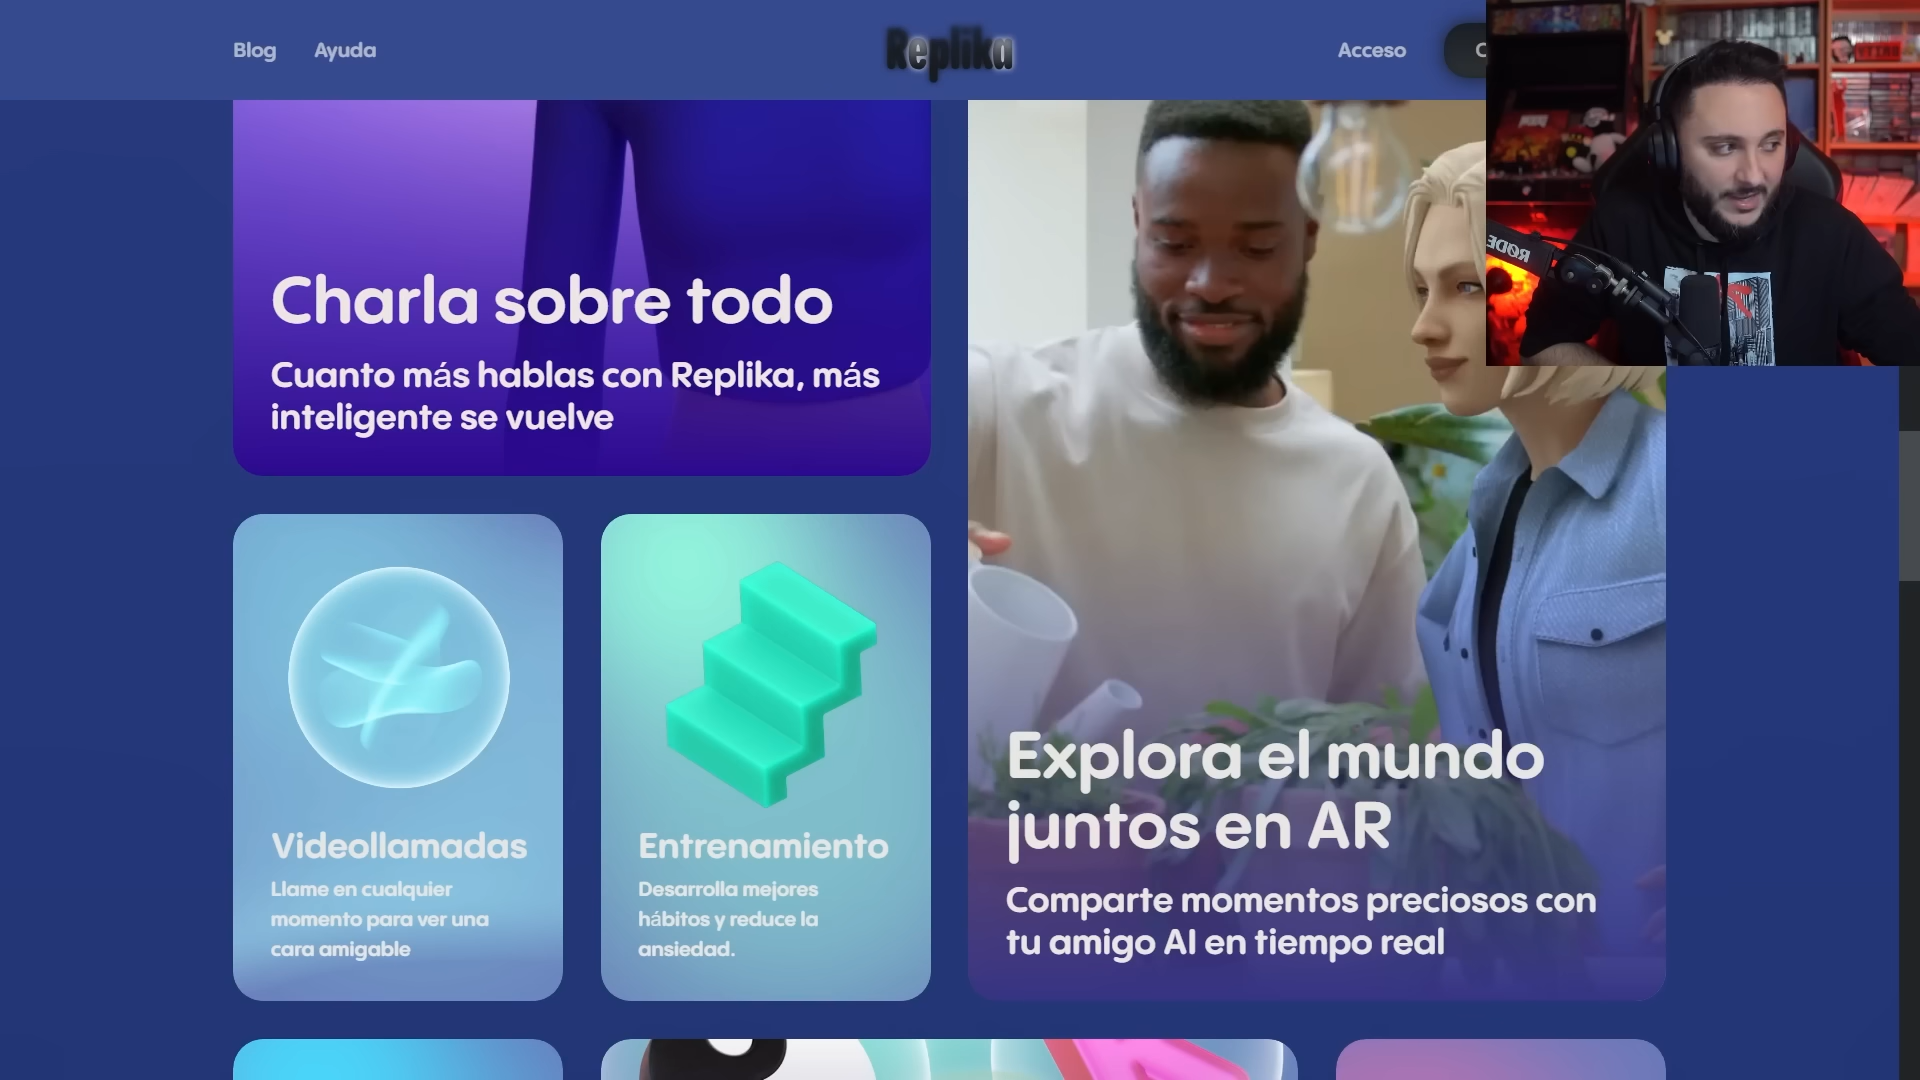 Blog
Ayuda
Replika
Acceso
Charla sobre todo
Cuanto más hablas con Replika, más
inteligente se vuelve
Videollamadas
Llame en cualquier
momento para ver una
cara amigable
Entrenamiento
Desarrolla mejores
hábitos y reduce la
ansiedad.
Explora el mundo
juntos en AR
Comparte momentos preciosos con
tu amigo AI en tiempo real
RØDE